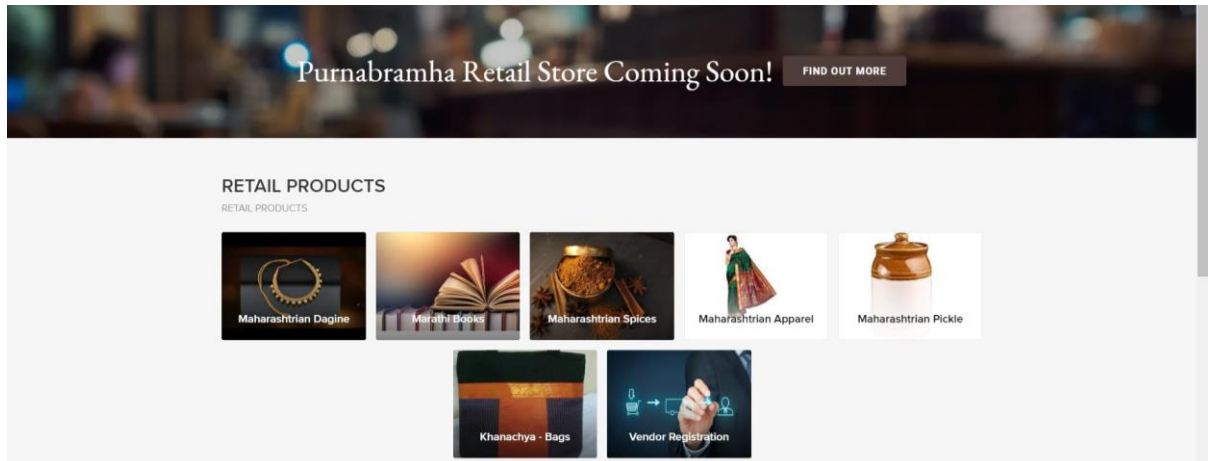 Purnabramha Retail Store Coming Soon! FIND OUT MORE
RETAIL PRODUCTS
RETAIL PRODUCTS
Maharashtrian Dagine
Marathi Books
Maharashtrian Spices
Maharashtrian Apparel
Maharashtrian Pickle
Khanachya - Bags
Vendor Registration